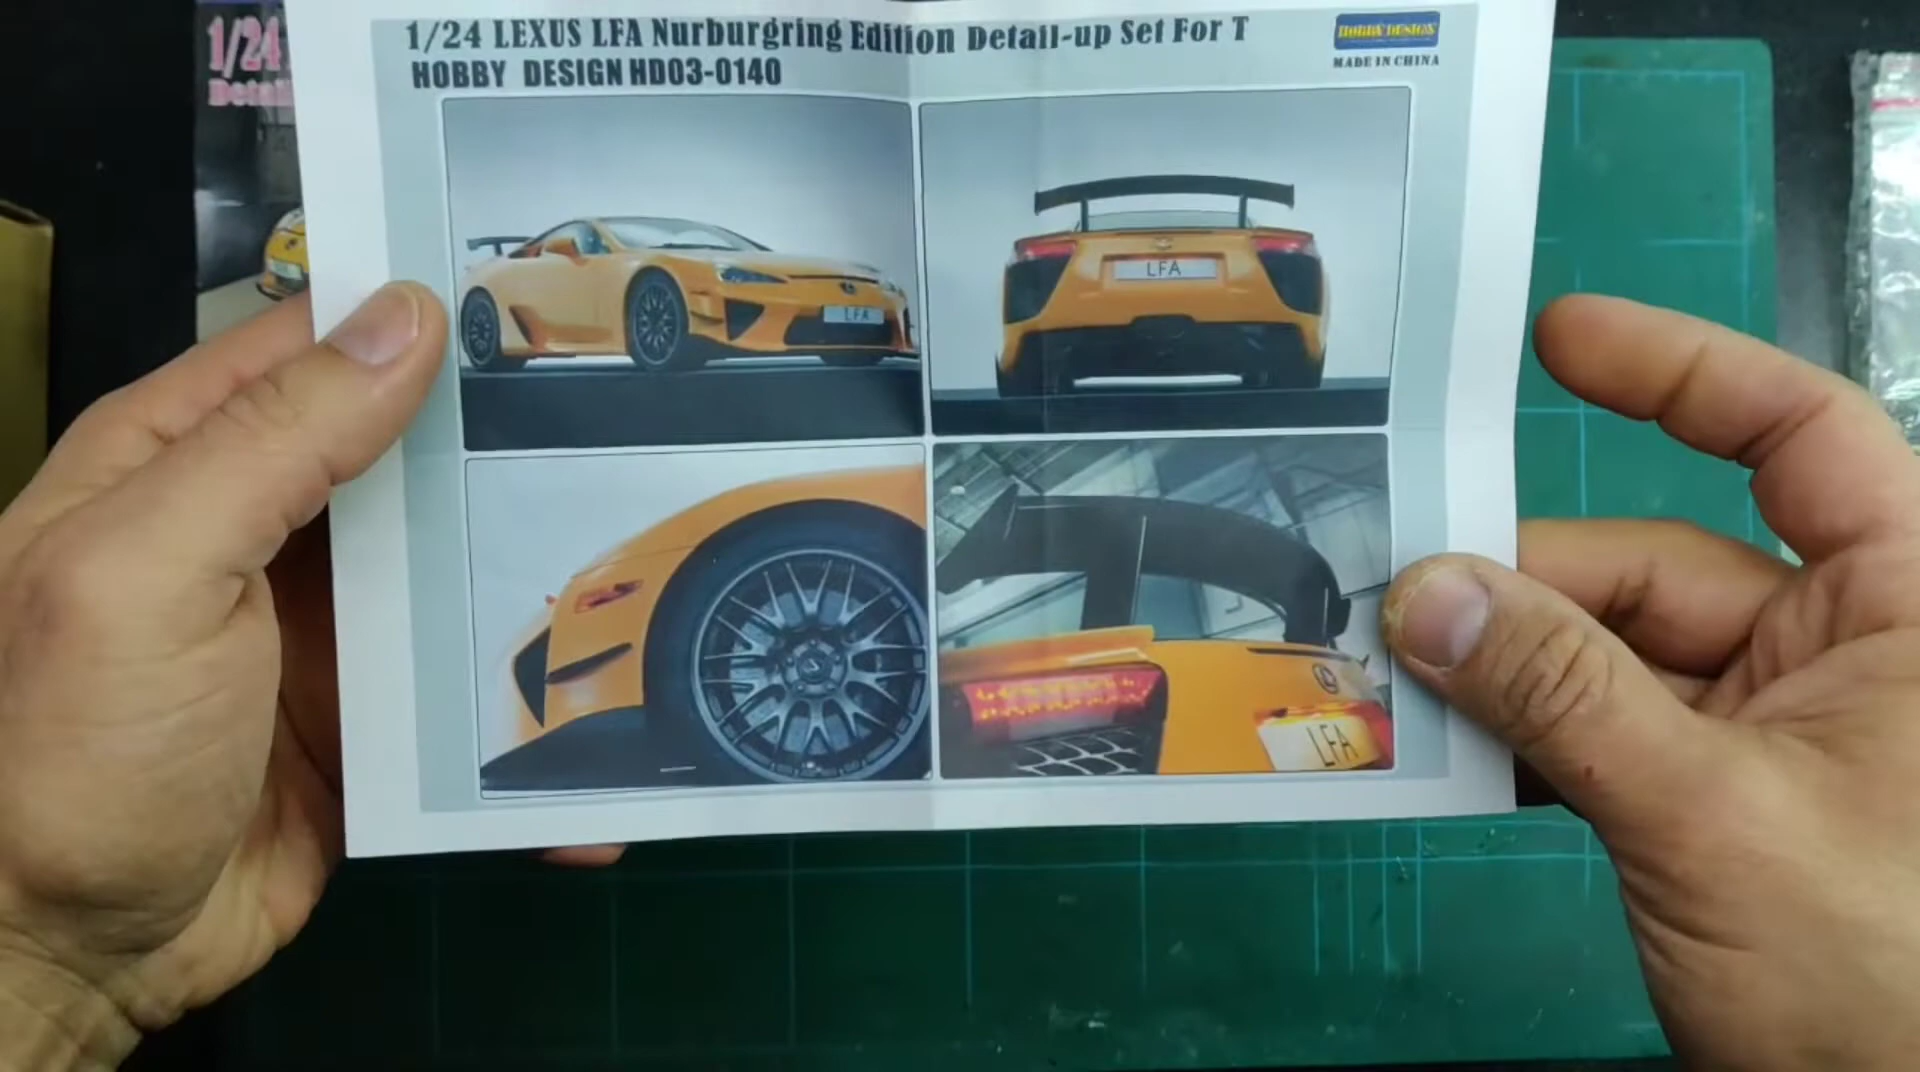 1/24 LEXUS LFA Nurburgring Edition Detail-up Set For T
HOBBY DESIGN HD03-0140
HOBBY DESIGN
MADE IN CHINA
1/24
Detai
LFA
LFA
LFA